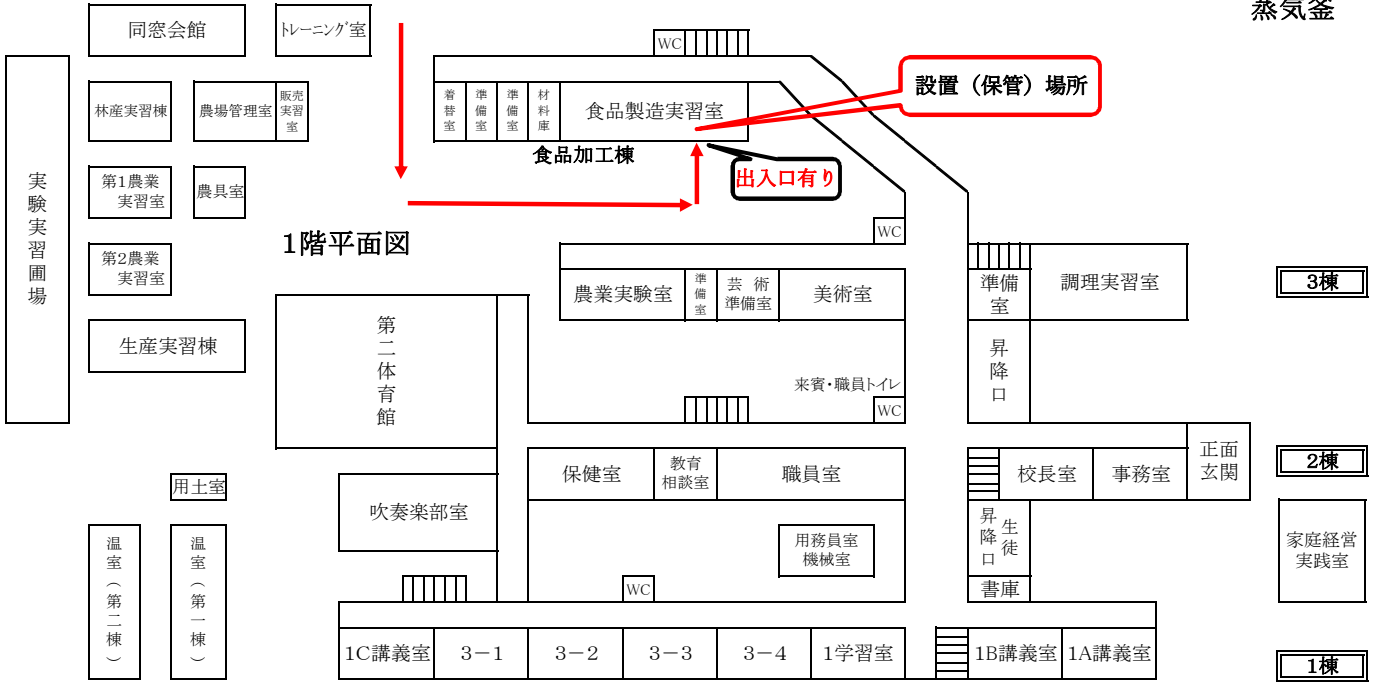 蒸気釜
同窓会館
トレーニング室
WC
設置（保管）場所
林産実習棟
農場管理室
販売
実習
室
着替室
準備室
準備室
材料庫
食品製造実習室
食品加工棟
出入口有り
実験実習圃場
第1農業
実習室
農具室
1階平面図
WC
第2農業
実習室
農業実験室
準備室
芸術
準備室
美術室
準備
室
調理実習室
3棟
生産実習棟
第二体育館
昇降口
来賓・職員トイレ
WC
保健室
教育
相談室
職員室
校長室
事務室
正面
玄関
2棟
用土室
吹奏楽部室
用務員室
機械室
生徒
昇降口
家庭経営
実践室
温室（第二棟）
温室（第一棟）
WC
書庫
1C講義室
3－1
3－2
3－3
3－4
1学習室
1B講義室
1A講義室
1棟